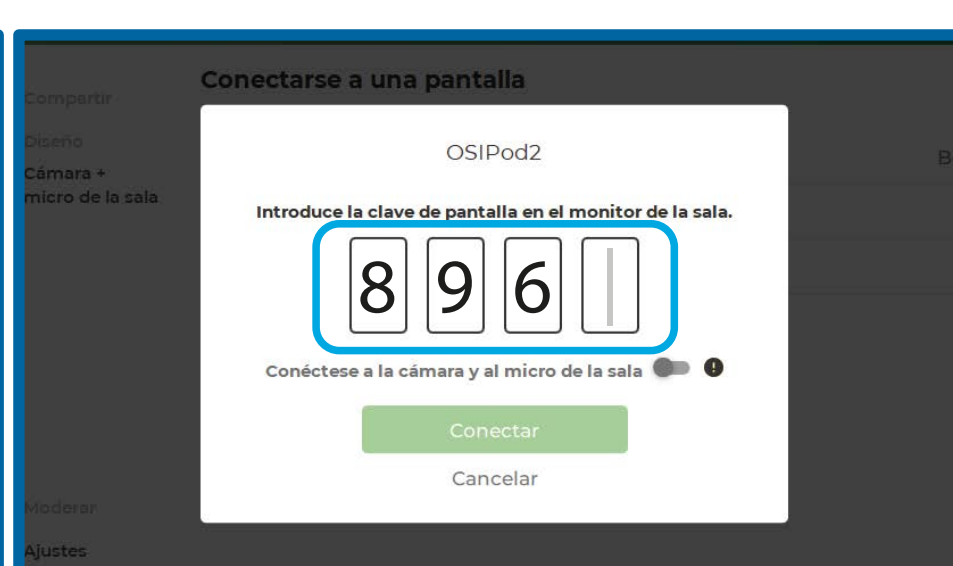 Conectarse a una pantalla
Compartir
Diseño
Cámara +
micro de la sala
B
OSIPod2
Introduce la clave de pantalla en el monitor de la sala.
8 9 6
Conéctese a la cámara y al micro de la sala !
Conectar
Cancelar
Moderar
Ajustes